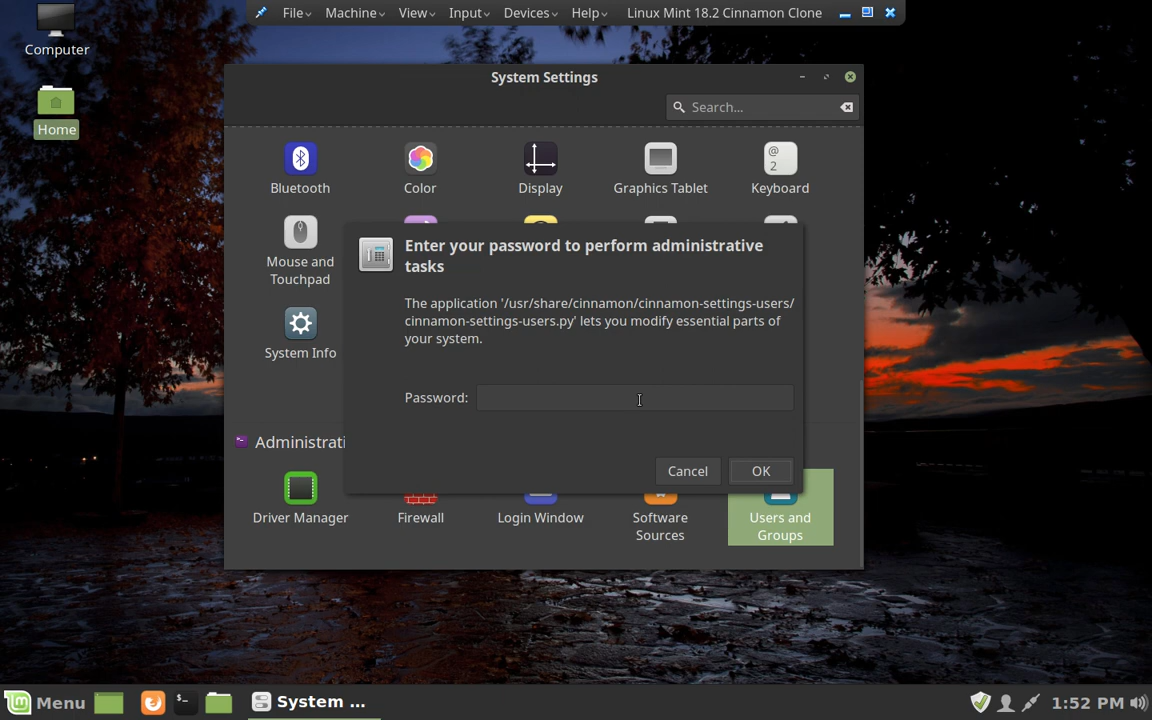 File Machine View Input Devices Help Linux Mint 18.2 Cinnamon Clone
Computer
Home
System Settings
Search...
@
2
Bluetooth Color Display Graphics Tablet Keyboard
Mouse and
Touchpad
Enter your password to perform administrative
tasks
The application '/usr/share/cinnamon/cinnamon-settings-users/
cinnamon-settings-users.py' lets you modify essential parts of
your system.
System Info
Password:
Cancel OK
Administrati
Driver Manager Firewall Login Window Software
Sources
Users and
Groups
Menu System ... 1:52 PM